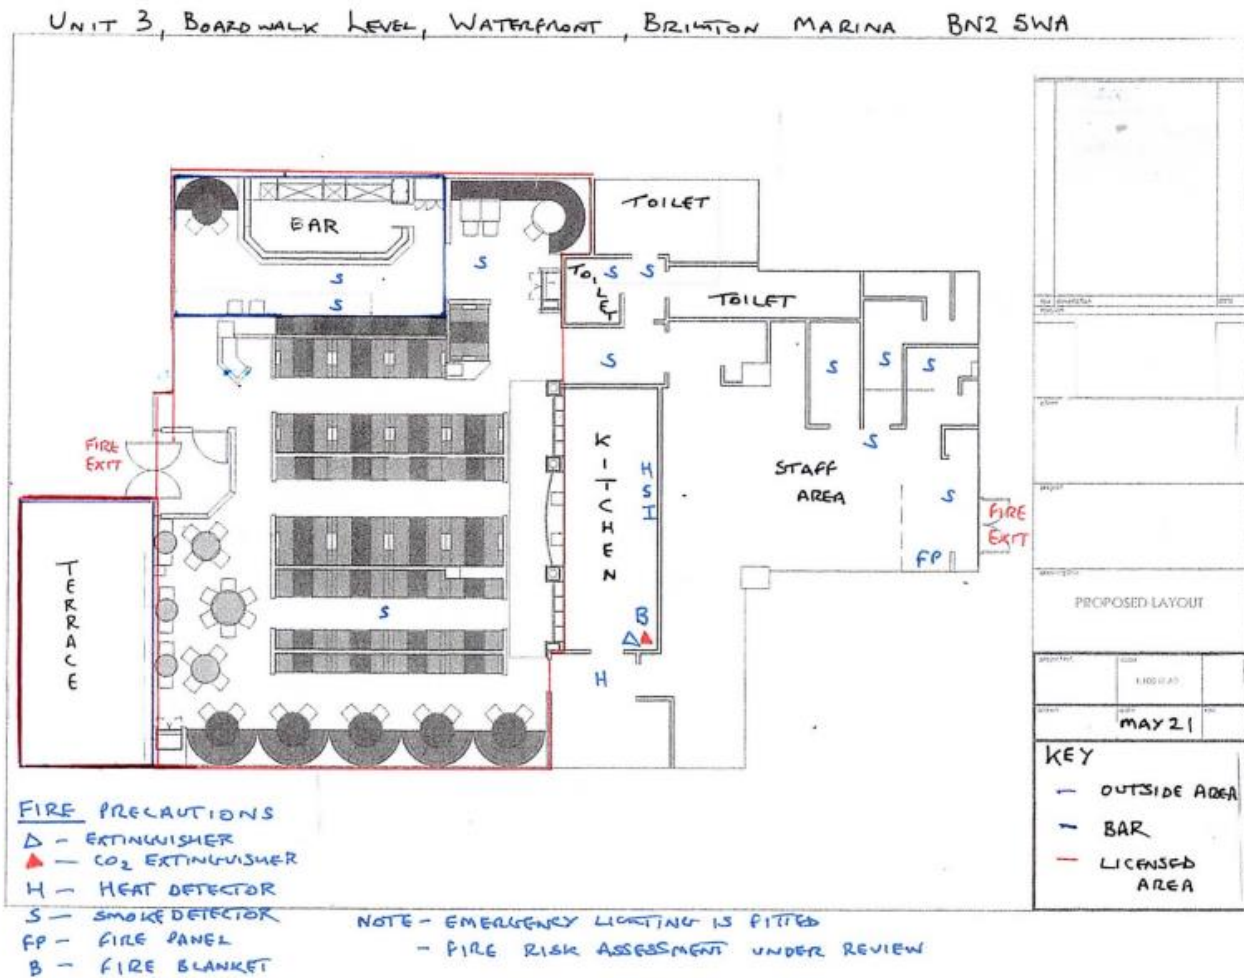 UNIT 3, BOARDWALK LEVEL, WATERFRONT, BRIGHTON MARINA BN2 5WA
TOILET
BAR
S
S
S
TOILET
S
S
TOILET
S
S
S
S
S
FIRE EXIT
KITCHEN
H
S
I
STAFF AREA
S
FIRE EXIT
FP
TERRACE
S
B
H
PROPOSED LAYOUT
MAY 21
KEY
OUTSIDE AREA
BAR
LICENSED AREA
FIRE PRECAUTIONS
- EXTINGUISHER
- CO2 EXTINGUISHER
H - HEAT DETECTOR
S - SMOKE DETECTOR
FP - FIRE PANEL
B - FIRE BLANKET
NOTE - EMERGENCY LIGHTING IS FITTED
- FIRE RISK ASSESSMENT UNDER REVIEW